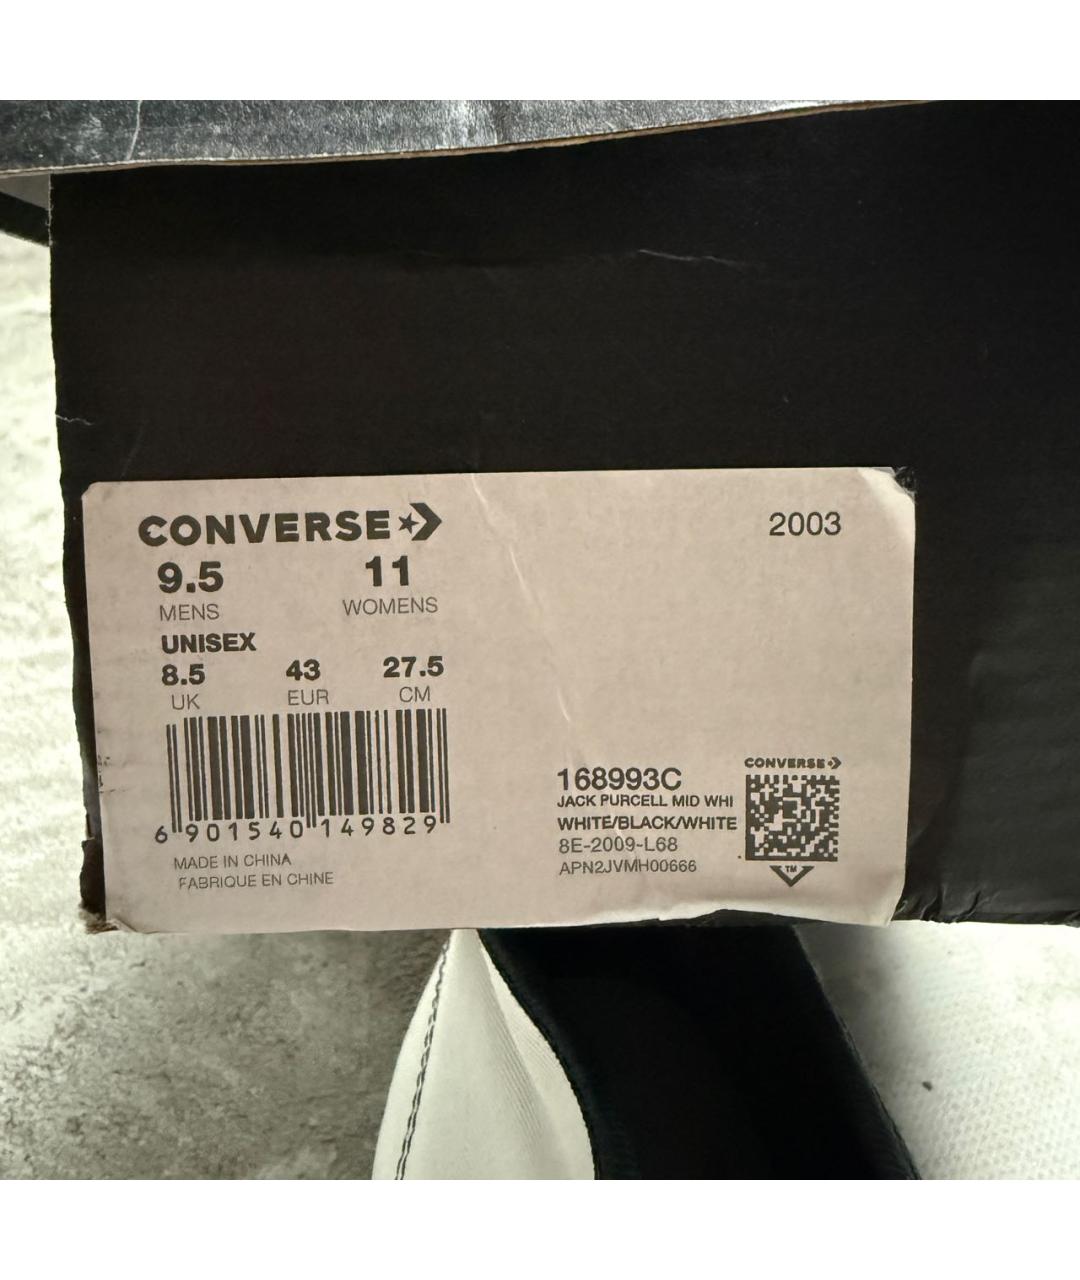 CONVERSE
2003
9.5 11
MENS WOMENS
UNISEX
8.5 43 27.5
UK EUR CM
6 901540 149829
MADE IN CHINA
FABRIQUE EN CHINE
CONVERSE
168993C
JACK PURCELL MID WHI
WHITE/BLACK/WHITE
8E-2009-L68
APN2JVMH00666
TM